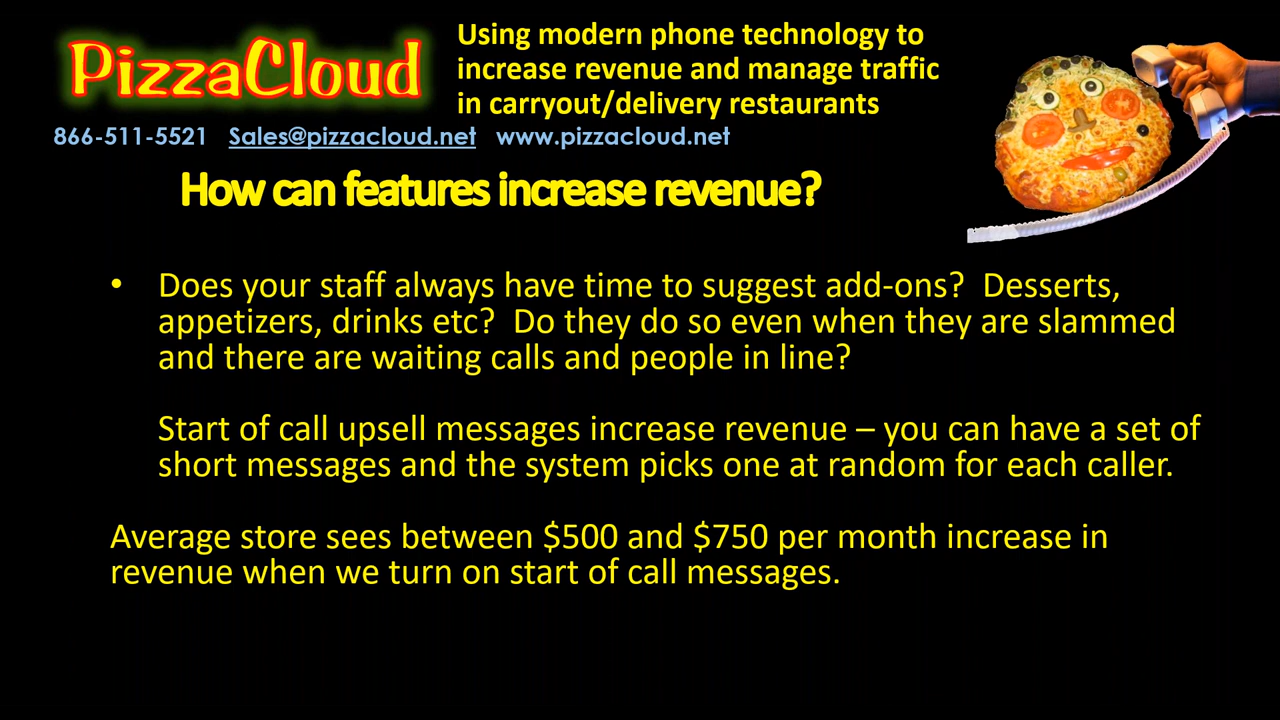 PizzaCloud
Using modern phone technology to
increase revenue and manage traffic
in carryout/delivery restaurants
866-511-5521 Sales@pizzacloud.net www.pizzacloud.net
How can features increase revenue?
• Does your staff always have time to suggest add-ons? Desserts,
appetizers, drinks etc? Do they do so even when they are slammed
and there are waiting calls and people in line?
Start of call upsell messages increase revenue – you can have a set of
short messages and the system picks one at random for each caller.
Average store sees between $500 and $750 per month increase in
revenue when we turn on start of call messages.